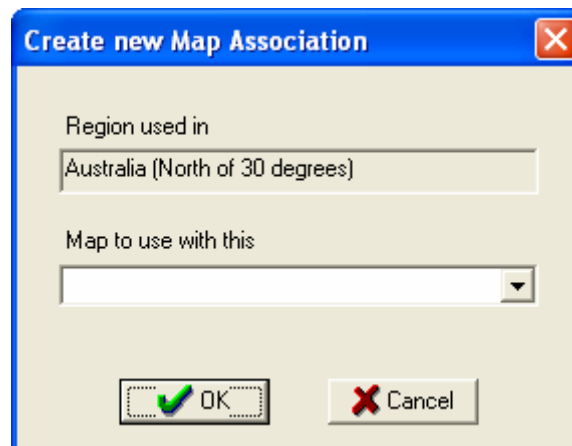 Create new Map Association
Region used in
Australia (North of 30 degrees)
Map to use with this
OK
Cancel